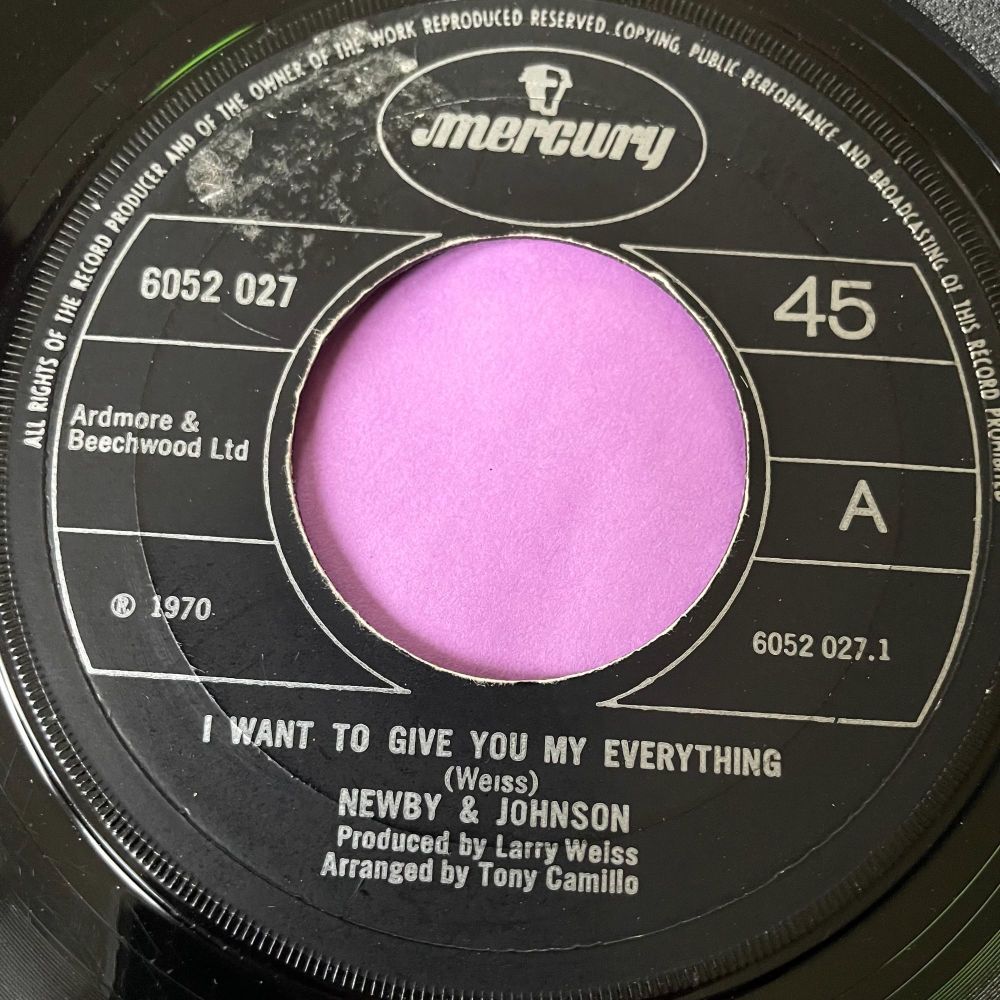 ALL RIGHTS OF THE RECORD PRODUCER AND OF THE OWNER OF THE WORK REPRODUCED RESERVED. COPYING, PUBLIC PERFORMANCE AND BROADCASTING OF THIS RECORD PROHIBITED
mercury
6052 027
45
Ardmore &
Beechwood Ltd
A
℗ 1970
6052 027.1
I WANT TO GIVE YOU MY EVERYTHING
(Weiss)
NEWBY & JOHNSON
Produced by Larry Weiss
Arranged by Tony Camillo